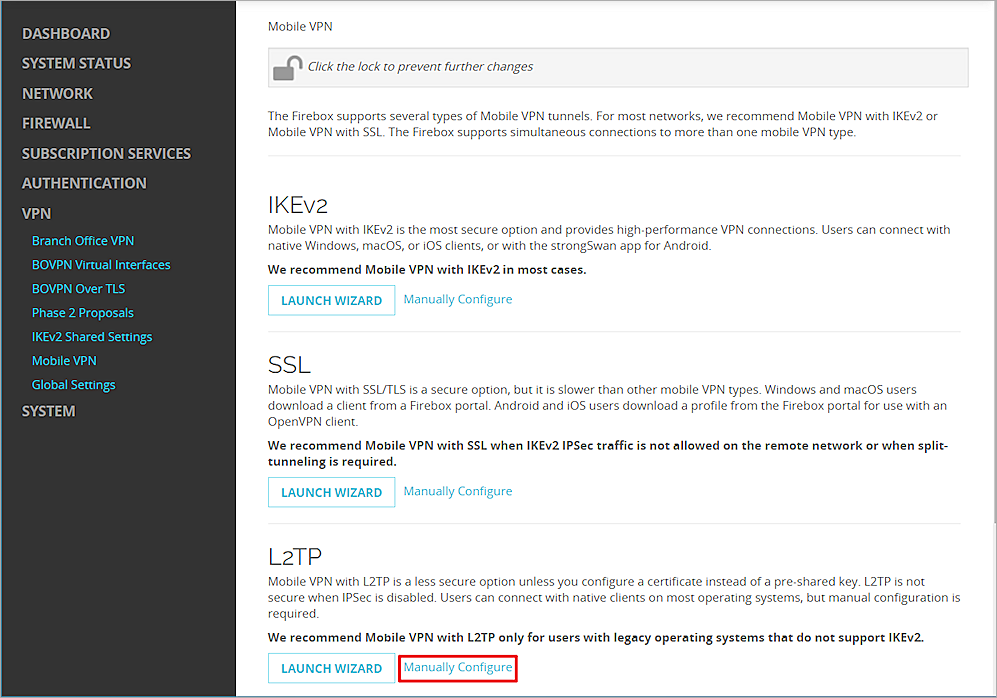 DASHBOARD
SYSTEM STATUS
NETWORK
FIREWALL
SUBSCRIPTION SERVICES
AUTHENTICATION
VPN
Branch Office VPN
BOVPN Virtual Interfaces
BOVPN Over TLS
Phase 2 Proposals
IKEv2 Shared Settings
Mobile VPN
Global Settings
SYSTEM
Mobile VPN
Click the lock to prevent further changes
The Firebox supports several types of Mobile VPN tunnels. For most networks, we recommend Mobile VPN with IKEv2 or
Mobile VPN with SSL. The Firebox supports simultaneous connections to more than one mobile VPN type.
IKEv2
Mobile VPN with IKEv2 is the most secure option and provides high-performance VPN connections. Users can connect with
native Windows, macOS, or iOS clients, or with the strongSwan app for Android.
We recommend Mobile VPN with IKEv2 in most cases.
LAUNCH WIZARD Manually Configure
SSL
Mobile VPN with SSL/TLS is a secure option, but it is slower than other mobile VPN types. Windows and macOS users
download a client from a Firebox portal. Android and iOS users download a profile from the Firebox portal for use with an
OpenVPN client.
We recommend Mobile VPN with SSL when IKEv2 IPSec traffic is not allowed on the remote network or when split-
tunneling is required.
LAUNCH WIZARD Manually Configure
L2TP
Mobile VPN with L2TP is a less secure option unless you configure a certificate instead of a pre-shared key. L2TP is not
secure when IPSec is disabled. Users can connect with native clients on most operating systems, but manual configuration is
required.
We recommend Mobile VPN with L2TP only for users with legacy operating systems that do not support IKEv2.
LAUNCH WIZARD Manually Configure